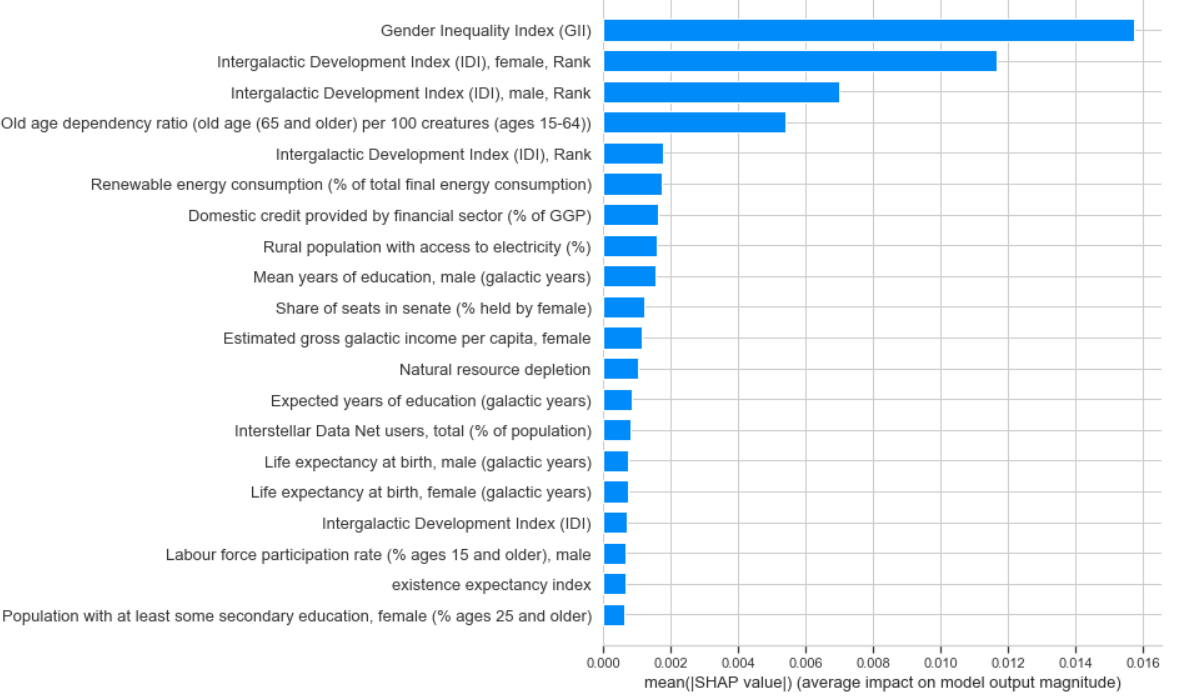 Gender Inequality Index (GII)
Intergalactic Development Index (IDI), female, Rank
Intergalactic Development Index (IDI), male, Rank
Old age dependency ratio (old age (65 and older) per 100 creatures (ages 15-64))
Intergalactic Development Index (IDI), Rank
Renewable energy consumption (% of total final energy consumption)
Domestic credit provided by financial sector (% of GGP)
Rural population with access to electricity (%)
Mean years of education, male (galactic years)
Share of seats in senate (% held by female)
Estimated gross galactic income per capita, female
Natural resource depletion
Expected years of education (galactic years)
Interstellar Data Net users, total (% of population)
Life expectancy at birth, male (galactic years)
Life expectancy at birth, female (galactic years)
Intergalactic Development Index (IDI)
Labour force participation rate (% ages 15 and older), male
existence expectancy index
Population with at least some secondary education, female (% ages 25 and older)
0.000 0.002 0.004 0.006 0.008 0.010 0.012 0.014 0.016
mean(|SHAP value|) (average impact on model output magnitude)